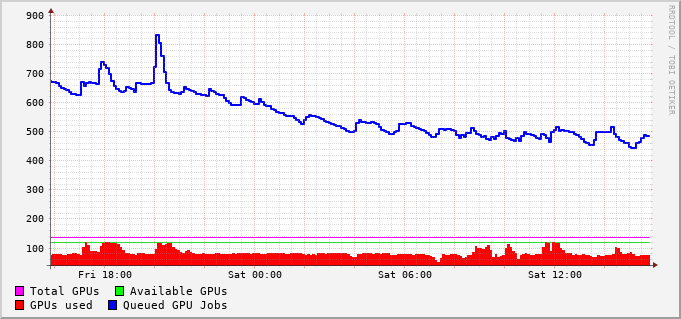 900
800
700
600
500
400
300
200
100
Fri 18:00 Sat 00:00 Sat 06:00 Sat 12:00
Total GPUs Available GPUs
GPUs used Queued GPU Jobs
RRDTOOL / TOBI OETIKER